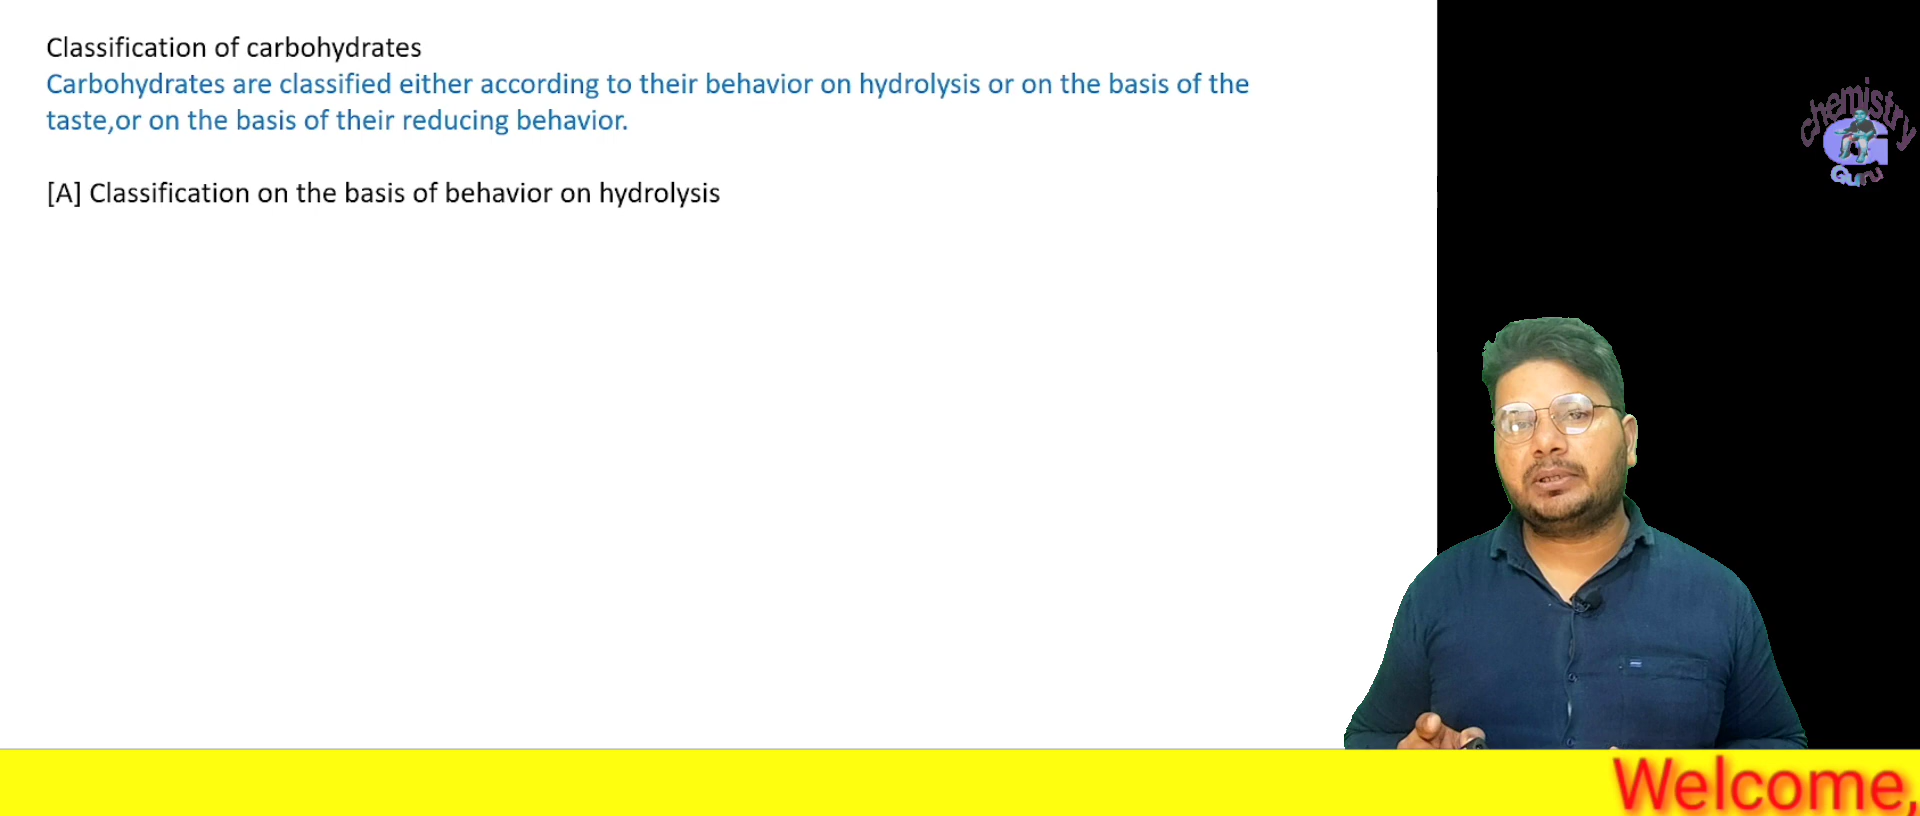 Classification of carbohydrates
Carbohydrates are classified either according to their behavior on hydrolysis or on the basis of the
taste,or on the basis of their reducing behavior.
[A] Classification on the basis of behavior on hydrolysis
chemistry
G
Guru
Welcome,